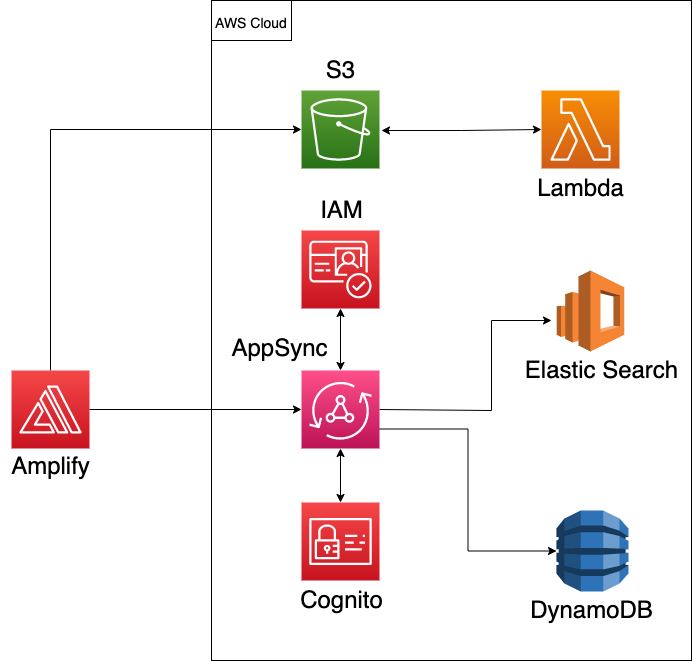 AWS Cloud
S3
Lambda
IAM
AppSync
Elastic Search
Amplify
Cognito
DynamoDB